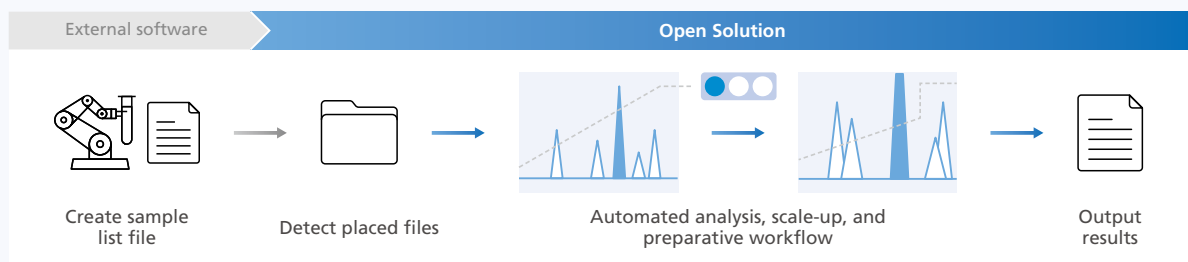 External software
Open Solution
Create sample
list file
Detect placed files
Automated analysis, scale-up, and
preparative workflow
Output
results